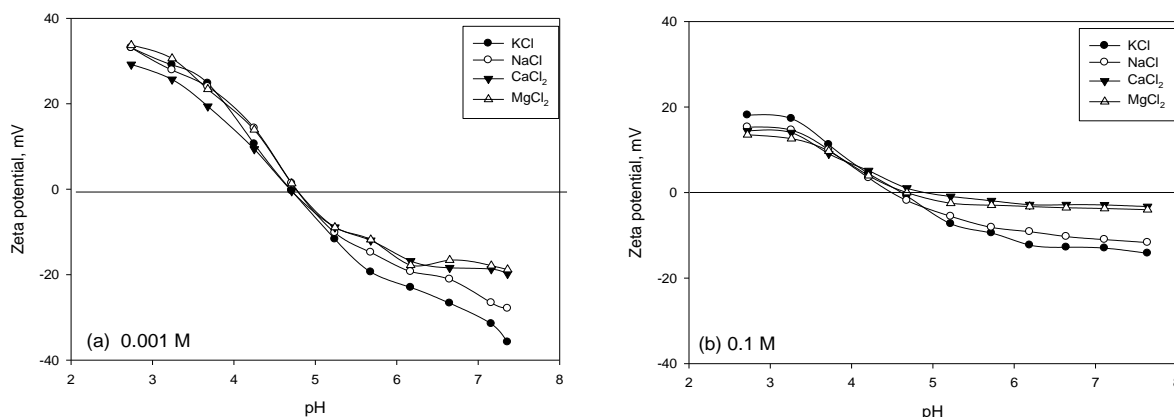 40
20
0
-20
-40
Zeta potential, mV
KCl
NaCl
CaCl2
MgCl2
(a) 0.001 M
2 3 4 5 6 7 8
pH
40
20
0
-20
-40
Zeta potential, mV
KCl
NaCl
CaCl2
MgCl2
(b) 0.1 M
2 3 4 5 6 7 8
pH